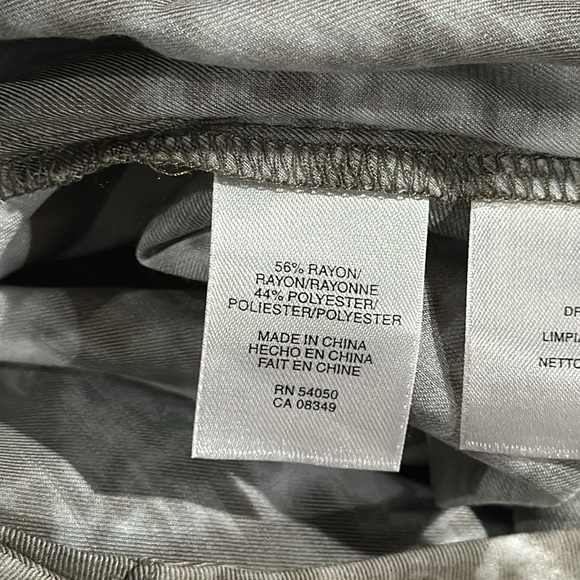 56% RAYON/
RAYON/RAYONNE
44% POLYESTER/
POLIESTER/POLYESTER
MADE IN CHINA
HECHO EN CHINA
FAIT EN CHINE
RN 54050
CA 08349
DR
LIMPIA
NETTO